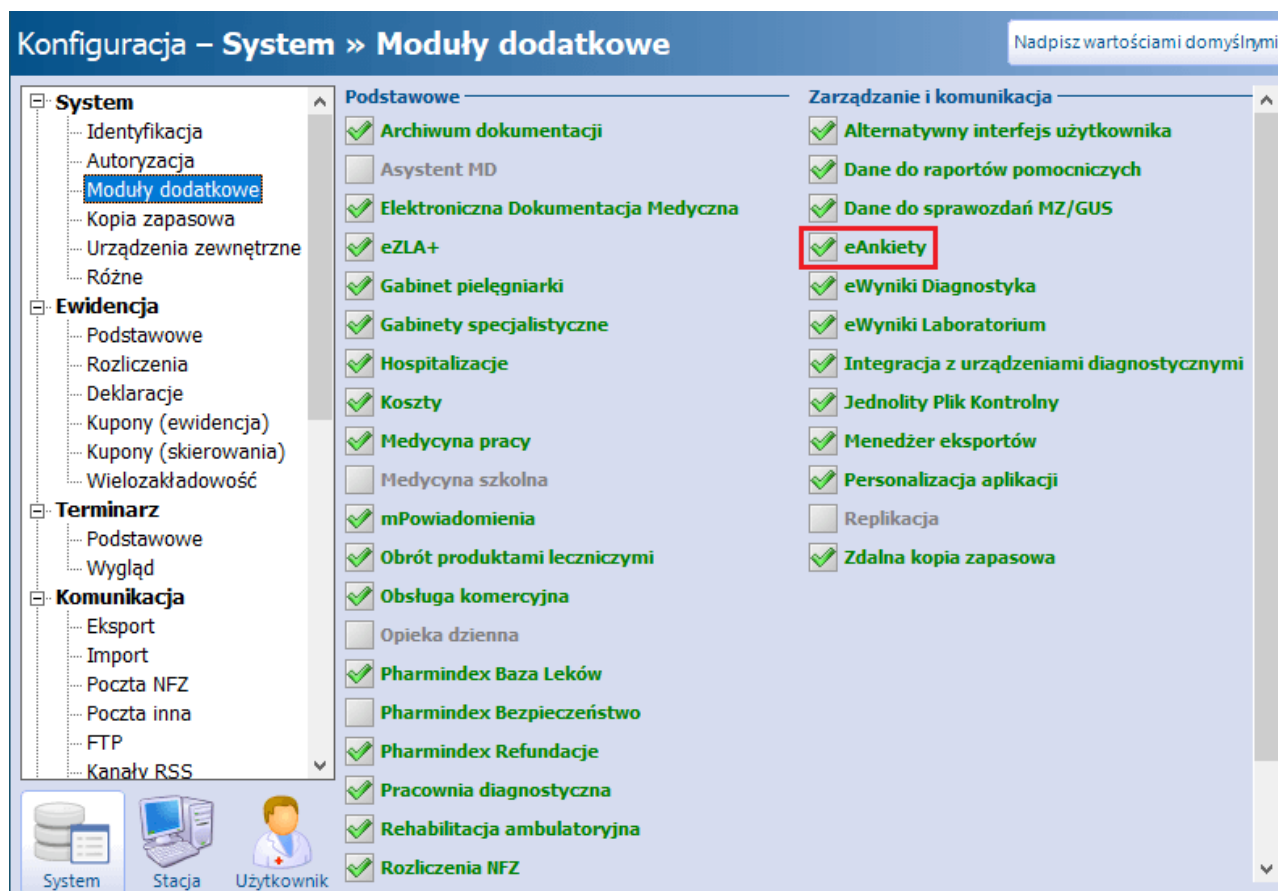 Konfiguracja – System » Moduły dodatkowe
Nadpisz wartościami domyślnymi
System
Identyfikacja
Autoryzacja
Moduły dodatkowe
Kopia zapasowa
Urządzenia zewnętrzne
Różne
Ewidencja
Podstawowe
Rozliczenia
Deklaracje
Kupony (ewidencja)
Kupony (skierowania)
Wielozakładowość
Terminarz
Podstawowe
Wygląd
Komunikacja
Eksport
Import
Poczta NFZ
Poczta inna
FTP
Kanały RSS
System
Stacja
Użytkownik
Podstawowe
Archiwum dokumentacji
Asystent MD
Elektroniczna Dokumentacja Medyczna
eZLA+
Gabinet pielęgniarki
Gabinety specjalistyczne
Hospitalizacje
Koszty
Medycyna pracy
Medycyna szkolna
mPowiadomienia
Obrót produktami leczniczymi
Obsługa komercyjna
Opieka dzienna
Pharmindex Baza Leków
Pharmindex Bezpieczeństwo
Pharmindex Refundacje
Pracownia diagnostyczna
Rehabilitacja ambulatoryjna
Rozliczenia NFZ
Zarządzanie i komunikacja
Alternatywny interfejs użytkownika
Dane do raportów pomocniczych
Dane do sprawozdań MZ/GUS
eAnkiety
eWyniki Diagnostyka
eWyniki Laboratorium
Integracja z urządzeniami diagnostycznymi
Jednolity Plik Kontrolny
Menedżer eksportów
Personalizacja aplikacji
Replikacja
Zdalna kopia zapasowa